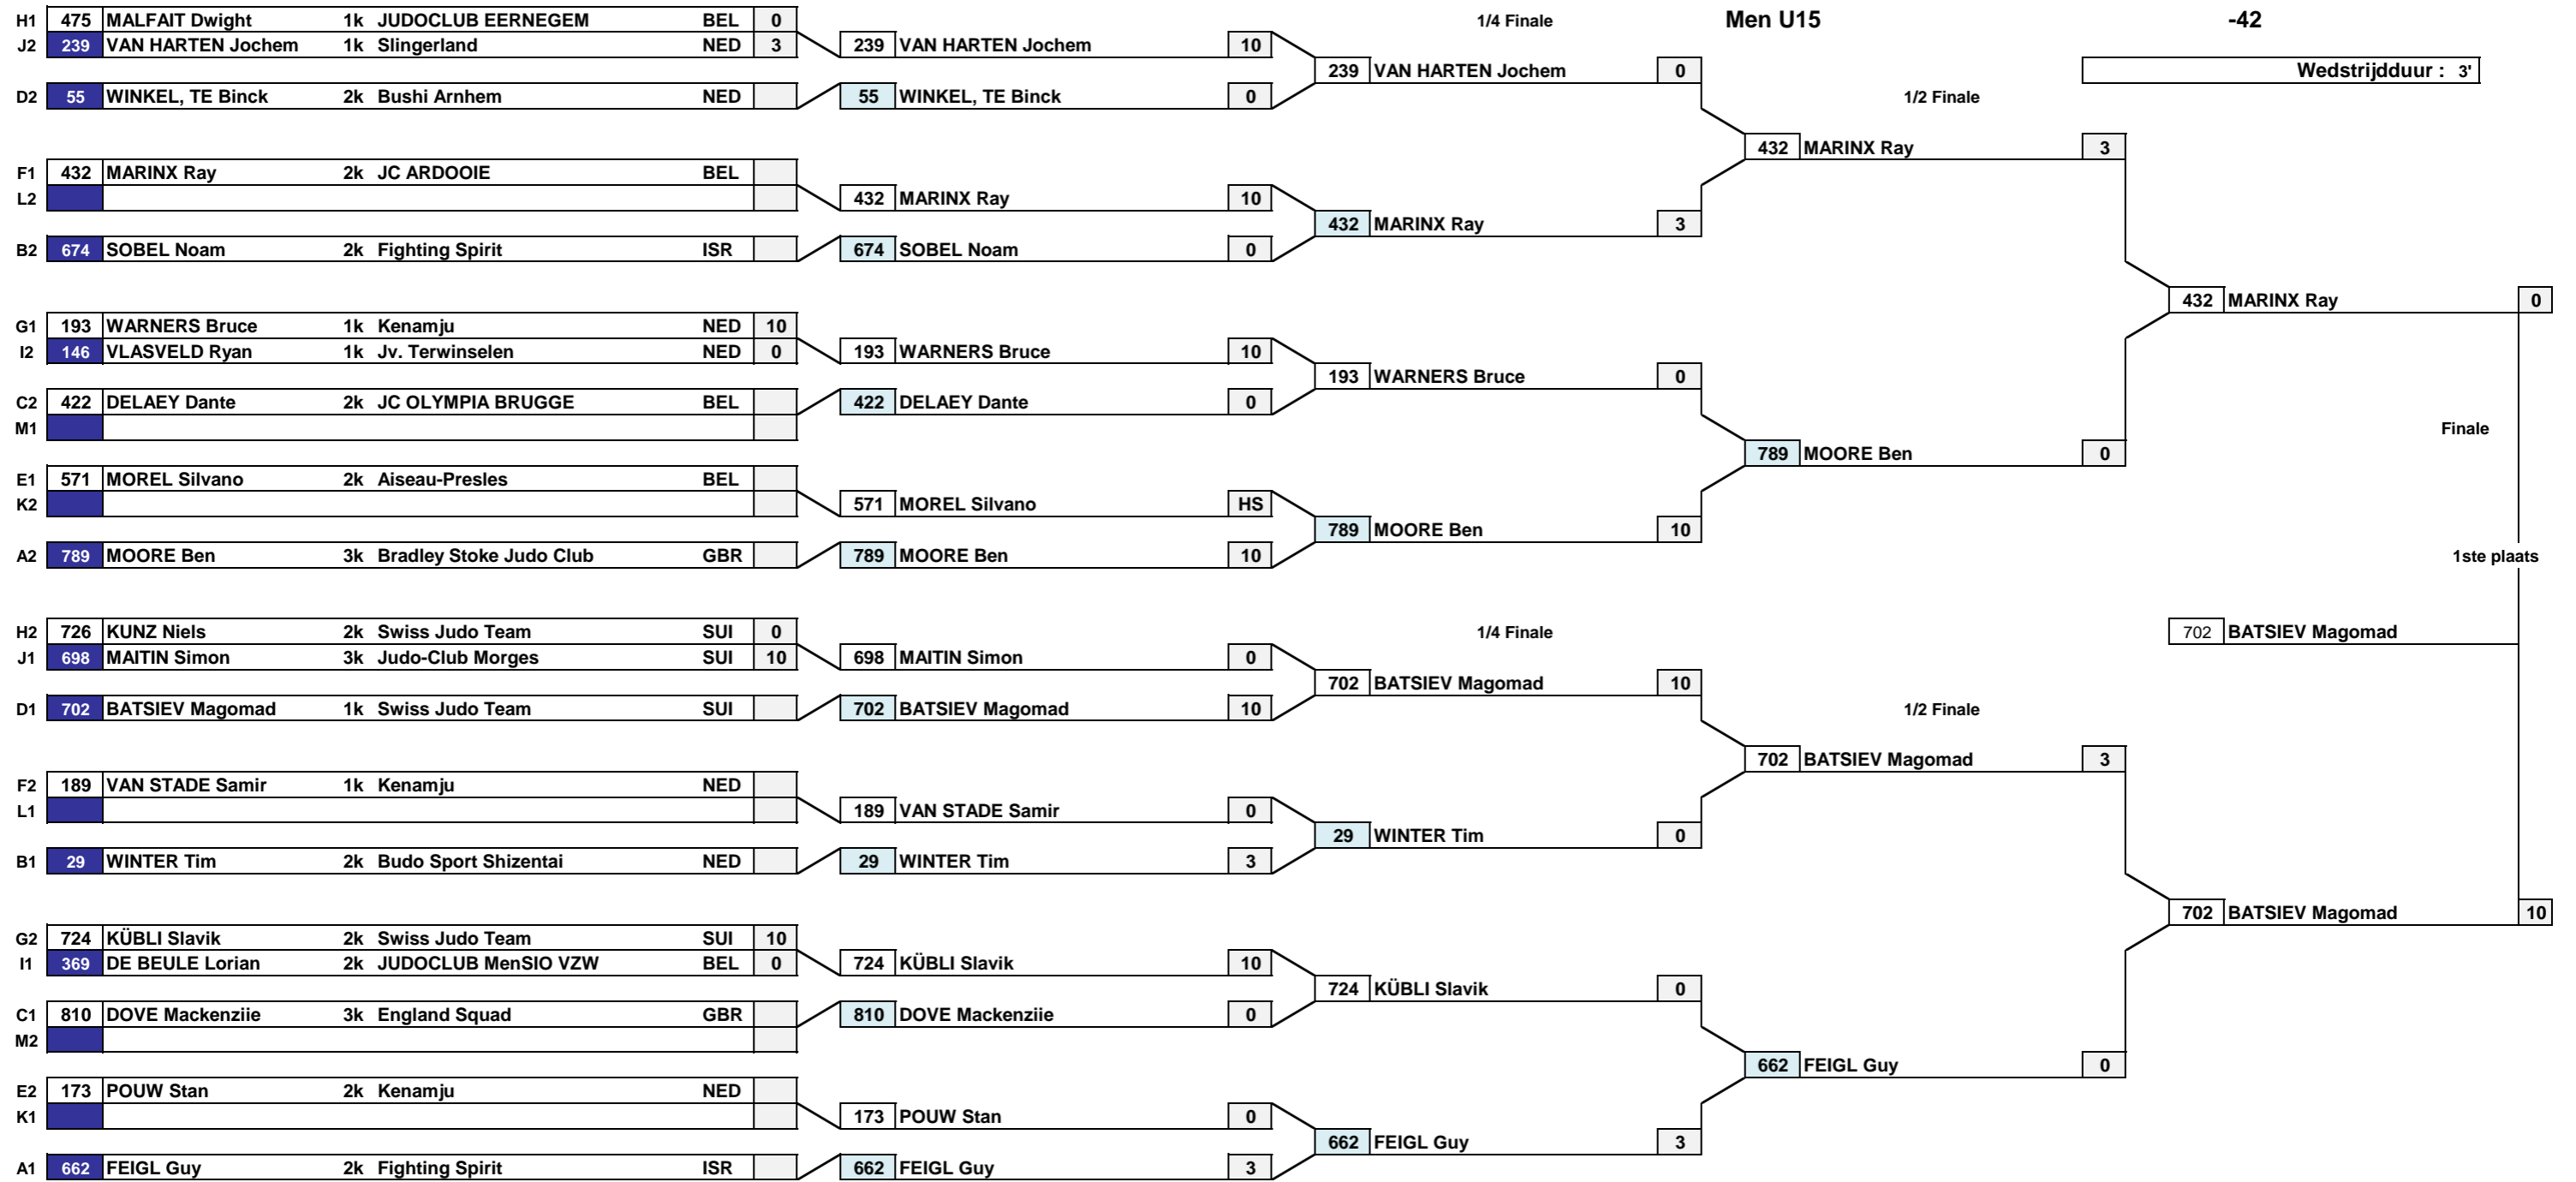 H1 475 MALFAIT Dwight 1k JUDOCLUB EERNEGEM BEL 0 1/4 Finale Men U15 -42
J2 239 VAN HARTEN Jochem 1k Slingerland NED 3 239 VAN HARTEN Jochem 10
239 VAN HARTEN Jochem 0 Wedstrijdduur : 3'
D2 55 WINKEL, TE Binck 2k Bushi Arnhem NED 55 WINKEL, TE Binck 0 1/2 Finale
432 MARINX Ray 3
F1 432 MARINX Ray 2k JC ARDOOIE BEL
L2 432 MARINX Ray 10
432 MARINX Ray 3
B2 674 SOBEL Noam 2k Fighting Spirit ISR 674 SOBEL Noam 0
432 MARINX Ray 0
G1 193 WARNERS Bruce 1k Kenamju NED 10
I2 146 VLASVELD Ryan 1k Jv. Terwinselen NED 0 193 WARNERS Bruce 10
193 WARNERS Bruce 0
C2 422 DELAEY Dante 2k JC OLYMPIA BRUGGE BEL 422 DELAEY Dante 0
M1 Finale
789 MOORE Ben 0
E1 571 MOREL Silvano 2k Aiseau-Presles BEL
K2 571 MOREL Silvano HS
789 MOORE Ben 10
A2 789 MOORE Ben 3k Bradley Stoke Judo Club GBR 789 MOORE Ben 10 1ste plaats
H2 726 KUNZ Niels 2k Swiss Judo Team SUI 0 1/4 Finale 702 BATSIEV Magomad
J1 698 MAITIN Simon 3k Judo-Club Morges SUI 10 698 MAITIN Simon 0
702 BATSIEV Magomad 10
D1 702 BATSIEV Magomad 1k Swiss Judo Team SUI 702 BATSIEV Magomad 10 1/2 Finale
702 BATSIEV Magomad 3
F2 189 VAN STADE Samir 1k Kenamju NED
L1 189 VAN STADE Samir 0
29 WINTER Tim 0
B1 29 WINTER Tim 2k Budo Sport Shizentai NED 29 WINTER Tim 3
702 BATSIEV Magomad 10
G2 724 KÜBLI Slavik 2k Swiss Judo Team SUI 10
I1 369 DE BEULE Lorian 2k JUDOCLUB MenSIO VZW BEL 0 724 KÜBLI Slavik 10
724 KÜBLI Slavik 0
C1 810 DOVE Mackenziie 3k England Squad GBR 810 DOVE Mackenziie 0
M2
662 FEIGL Guy 0
E2 173 POUW Stan 2k Kenamju NED
K1 173 POUW Stan 0
662 FEIGL Guy 3
A1 662 FEIGL Guy 2k Fighting Spirit ISR 662 FEIGL Guy 3